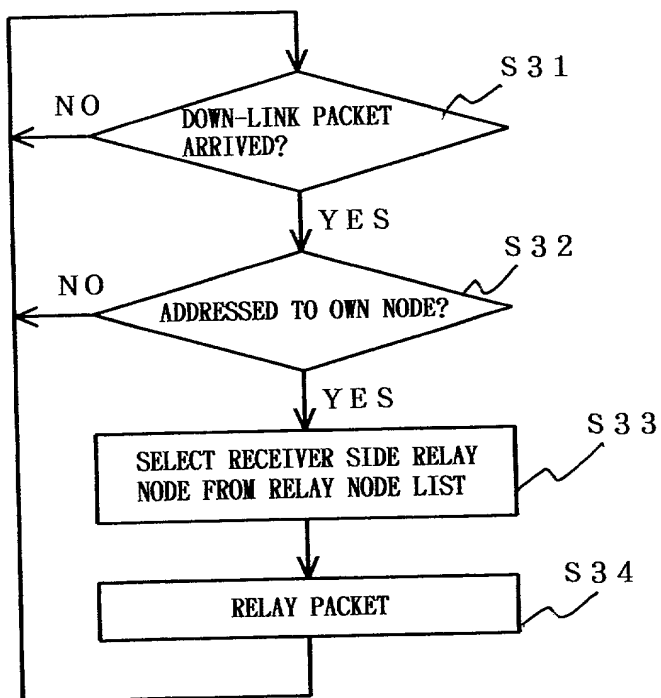 S31
NO
DOWN-LINK PACKET
ARRIVED?
YES
S32
NO
ADDRESSED TO OWN NODE?
YES
S33
SELECT RECEIVER SIDE RELAY
NODE FROM RELAY NODE LIST
S34
RELAY PACKET